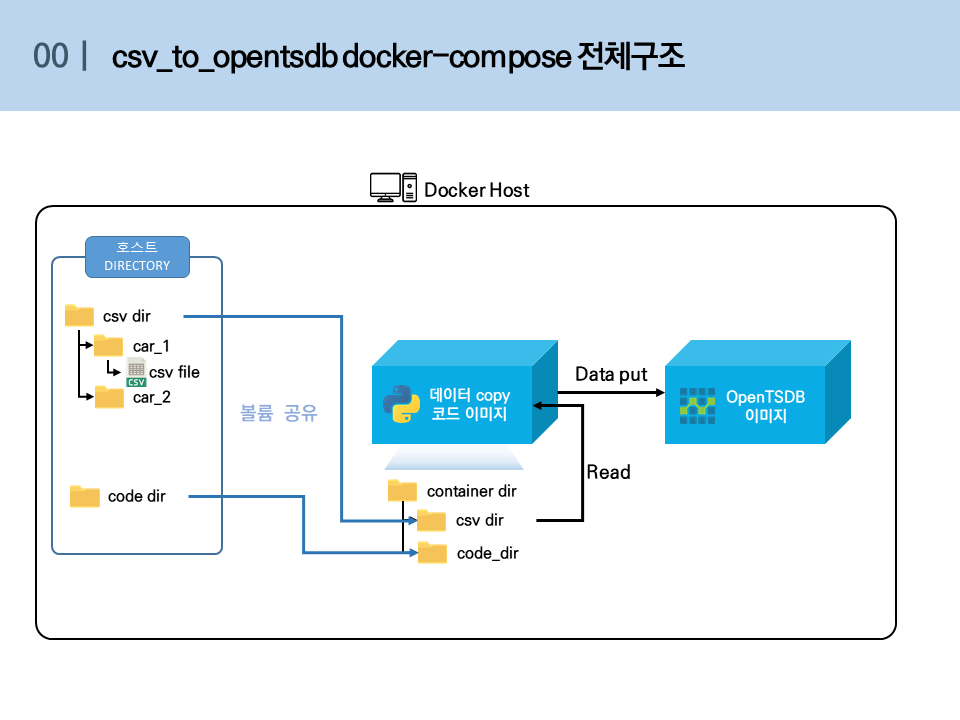 00 | csv_to_opentsdb docker-compose 전체구조
Docker Host
호스트
DIRECTORY
csv dir
car_1
csv file
CSV
car_2
볼륨 공유
code dir
데이터 copy
코드 이미지
Data put
OpenTSDB
이미지
Read
container dir
csv dir
code_dir